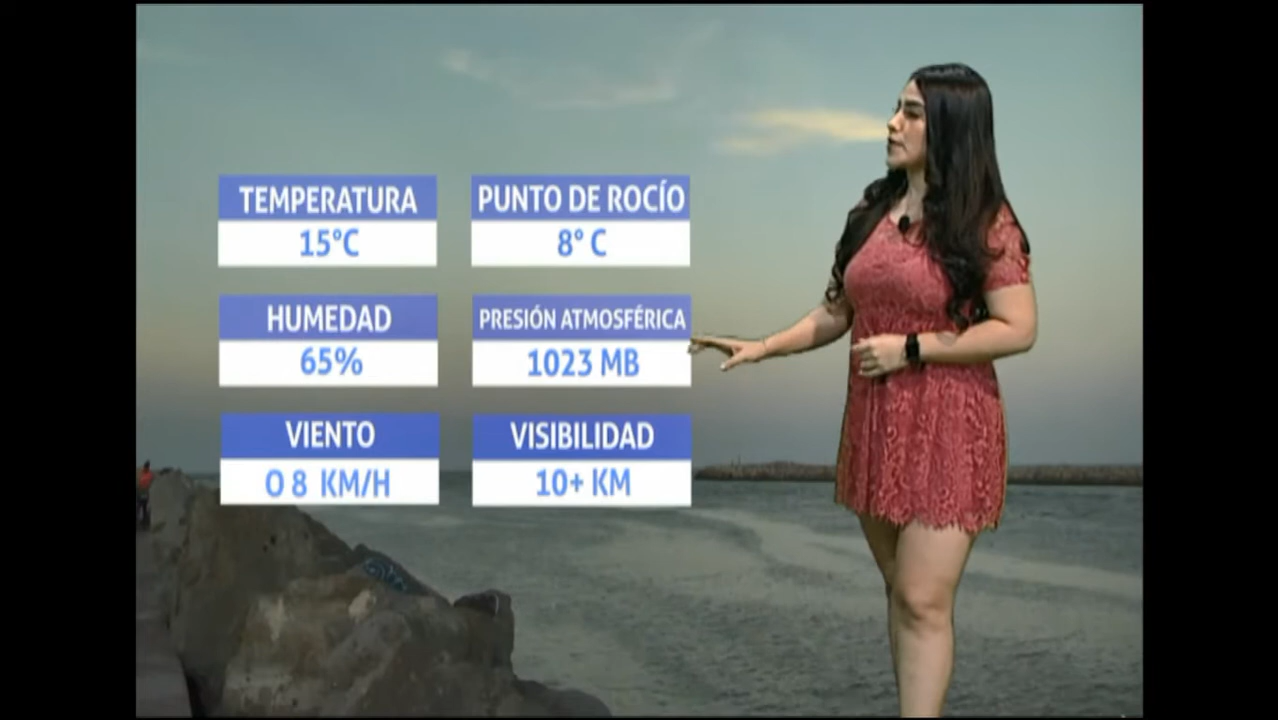 TEMPERATURA
15°C
PUNTO DE ROCÍO
8° C
HUMEDAD
65%
PRESIÓN ATMOSFÉRICA
1023 MB
VIENTO
O 8 KM/H
VISIBILIDAD
10+ KM